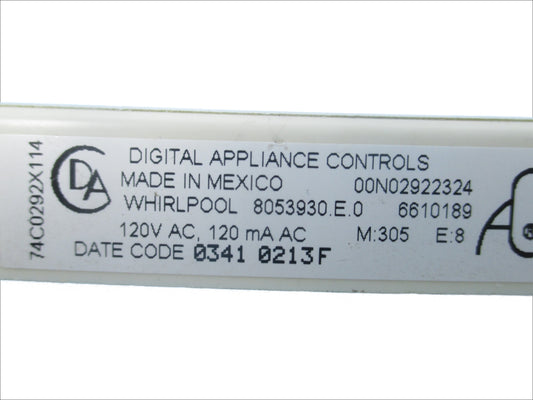 74C0292X114
DAC
DIGITAL APPLIANCE CONTROLS
MADE IN MEXICO 00N02922324
WHIRLPOOL 8053930.E.0 6610189
120V AC, 120 mA AC M:305 E:8
DATE CODE 0341 0213F